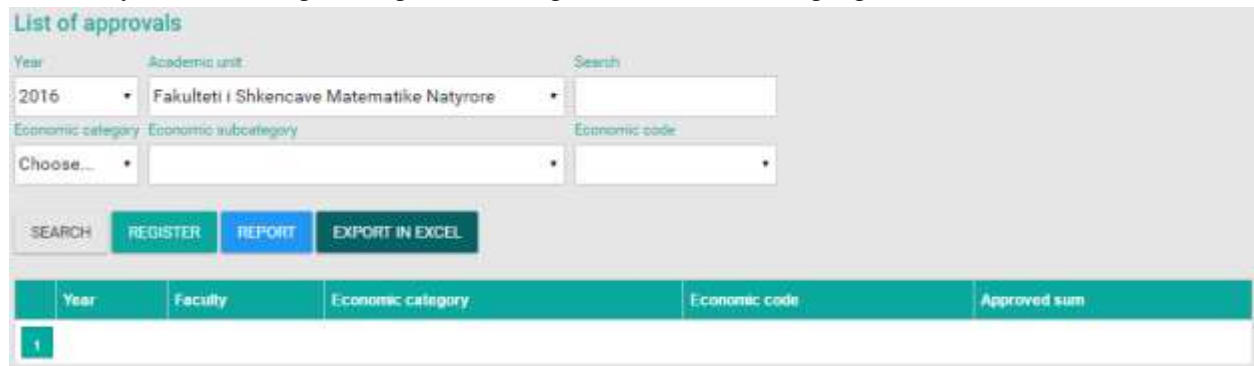 List of approvals
Year Academic unit Search
2016 Fakulteti i Shkencave Matematike Natyrore
Economic category Economic subcategory Economic code
Choose...
SEARCH REGISTER REPORT EXPORT IN EXCEL
Year Faculty Economic category Economic code Approved sum
1